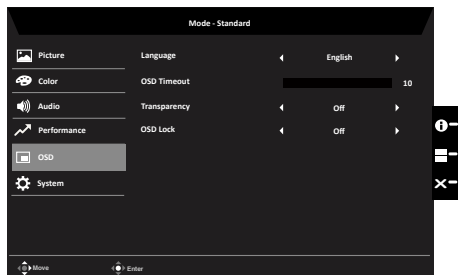 Mode - Standard
Picture
Color
Audio
Performance
OSD
System
Language English
OSD Timeout 10
Transparency Off
OSD Lock Off
Move Enter